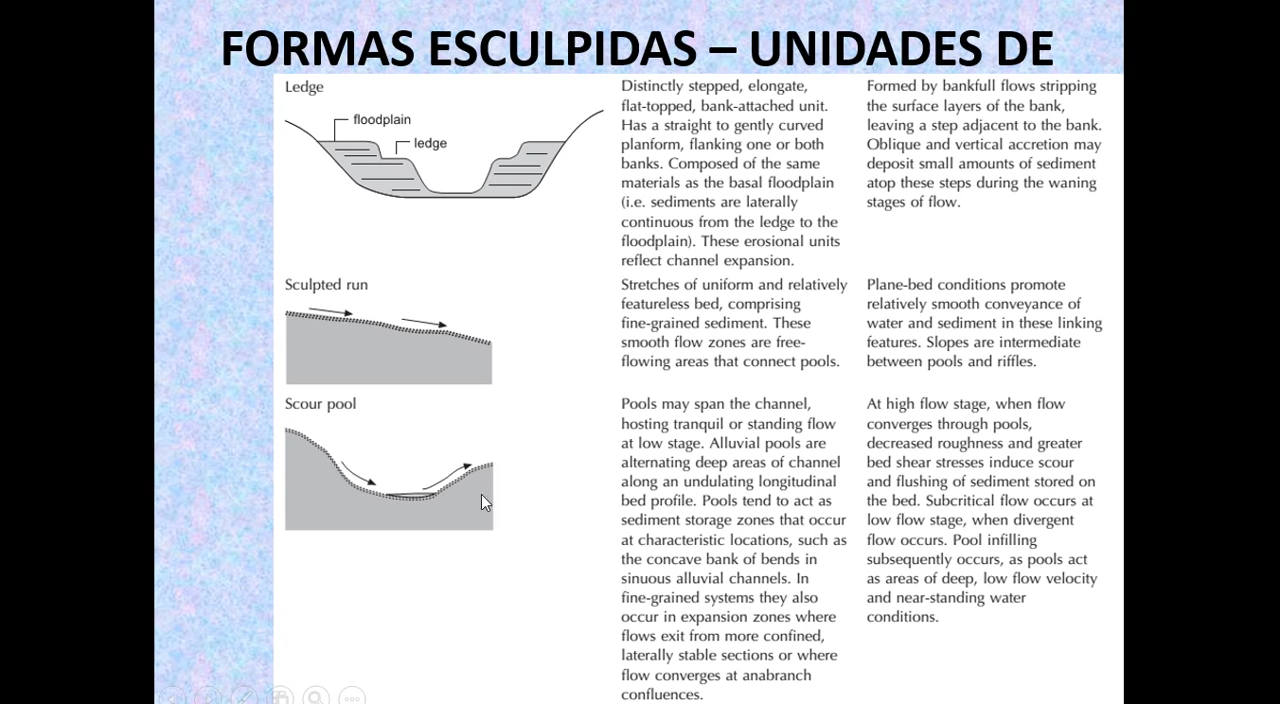 FORMAS ESCULPIDAS – UNIDADES DE
Ledge
floodplain
ledge
Distinctly stepped, elongate,
flat-topped, bank-attached unit.
Has a straight to gently curved
planform, flanking one or both
banks. Composed of the same
materials as the basal floodplain
(i.e. sediments are laterally
continuous from the ledge to the
floodplain). These erosional units
reflect channel expansion.
Formed by bankfull flows stripping
the surface layers of the bank,
leaving a step adjacent to the bank.
Oblique and vertical accretion may
deposit small amounts of sediment
atop these steps during the waning
stages of flow.
Sculpted run
Stretches of uniform and relatively
featureless bed, comprising
fine-grained sediment. These
smooth flow zones are free-
flowing areas that connect pools.
Plane-bed conditions promote
relatively smooth conveyance of
water and sediment in these linking
features. Slopes are intermediate
between pools and riffles.
Scour pool
Pools may span the channel,
hosting tranquil or standing flow
at low stage. Alluvial pools are
alternating deep areas of channel
along an undulating longitudinal
bed profile. Pools tend to act as
sediment storage zones that occur
at characteristic locations, such as
the concave bank of bends in
sinuous alluvial channels. In
fine-grained systems they also
occur in expansion zones where
flows exit from more confined,
laterally stable sections or where
flow converges at anabranch
confluences.
At high flow stage, when flow
converges through pools,
decreased roughness and greater
bed shear stresses induce scour
and flushing of sediment stored on
the bed. Subcritical flow occurs at
low flow stage, when divergent
flow occurs. Pool infilling
subsequently occurs, as pools act
as areas of deep, low flow velocity
and near-standing water
conditions.